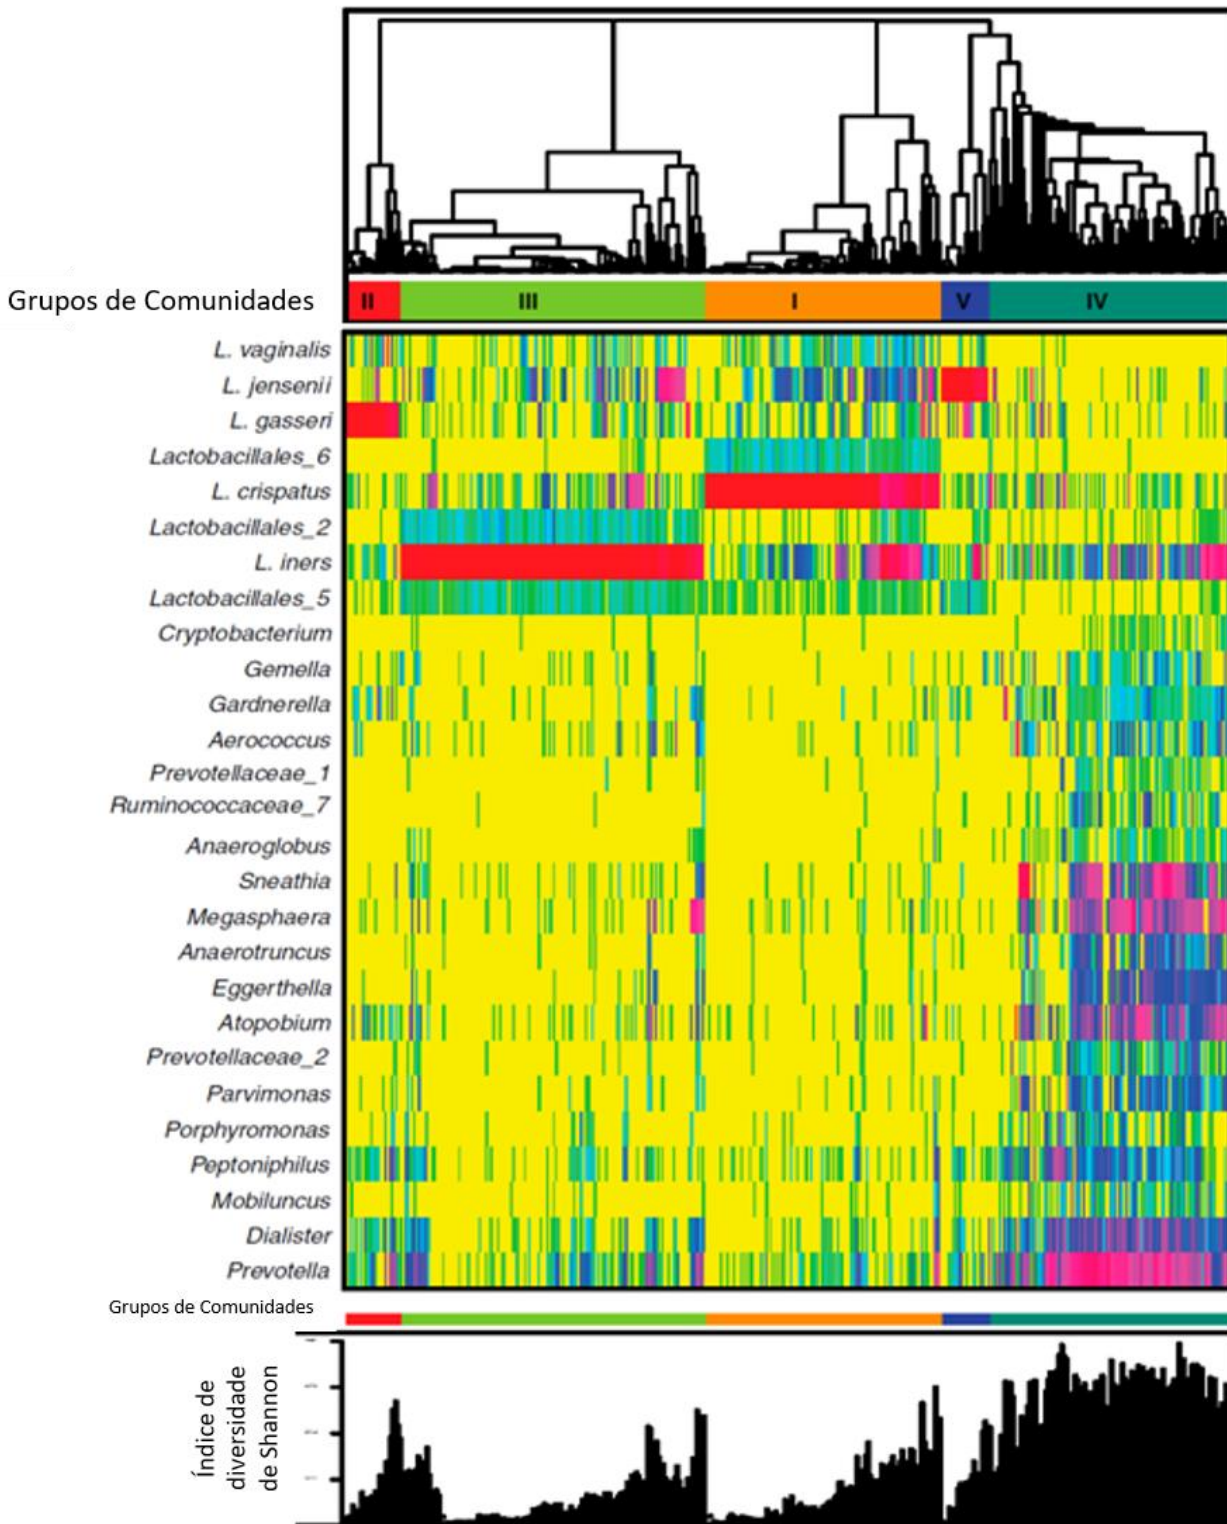 Grupos de Comunidades
II III I V IV
L. vaginalis
L. jensenii
L. gasseri
Lactobacillales_6
L. crispatus
Lactobacillales_2
L. iners
Lactobacillales_5
Cryptobacterium
Gemella
Gardnerella
Aerococcus
Prevotellaceae_1
Ruminococcaceae_7
Anaeroglobus
Sneathia
Megasphaera
Anaerotruncus
Eggerthella
Atopobium
Prevotellaceae_2
Parvimonas
Porphyromonas
Peptoniphilus
Mobiluncus
Dialister
Prevotella
Grupos de Comunidades
Índice de
diversidade
de Shannon